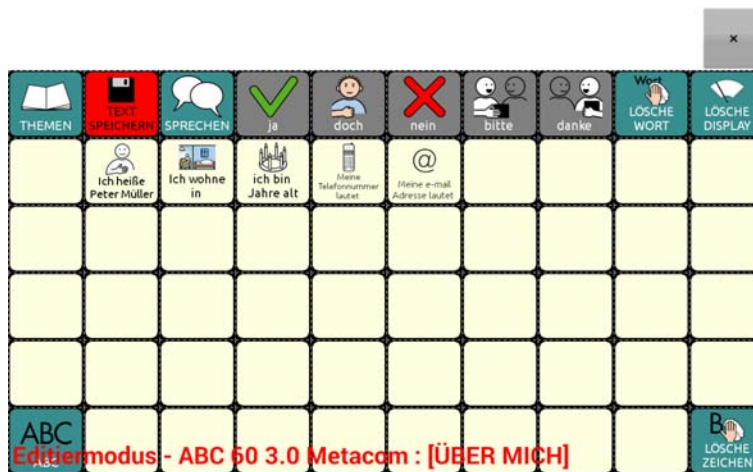 ×
THEMEN
TEXT
SPEICHERN
SPRECHEN
ja
doch
nein
bitte
danke
Wort
LÖSCHE
WORT
LÖSCHE
DISPLAY
Ich heiße
Peter Müller
Ich wohne
in
ich bin
Jahre alt
Meine
Telefonnummer
lautet
@
Meine e-mail
Adresse lautet
ABC
ABC
Editiermodus - ABC 60 3.0 Metacom : [ÜBER MICH]
B
LÖSCHE
ZEICHEN